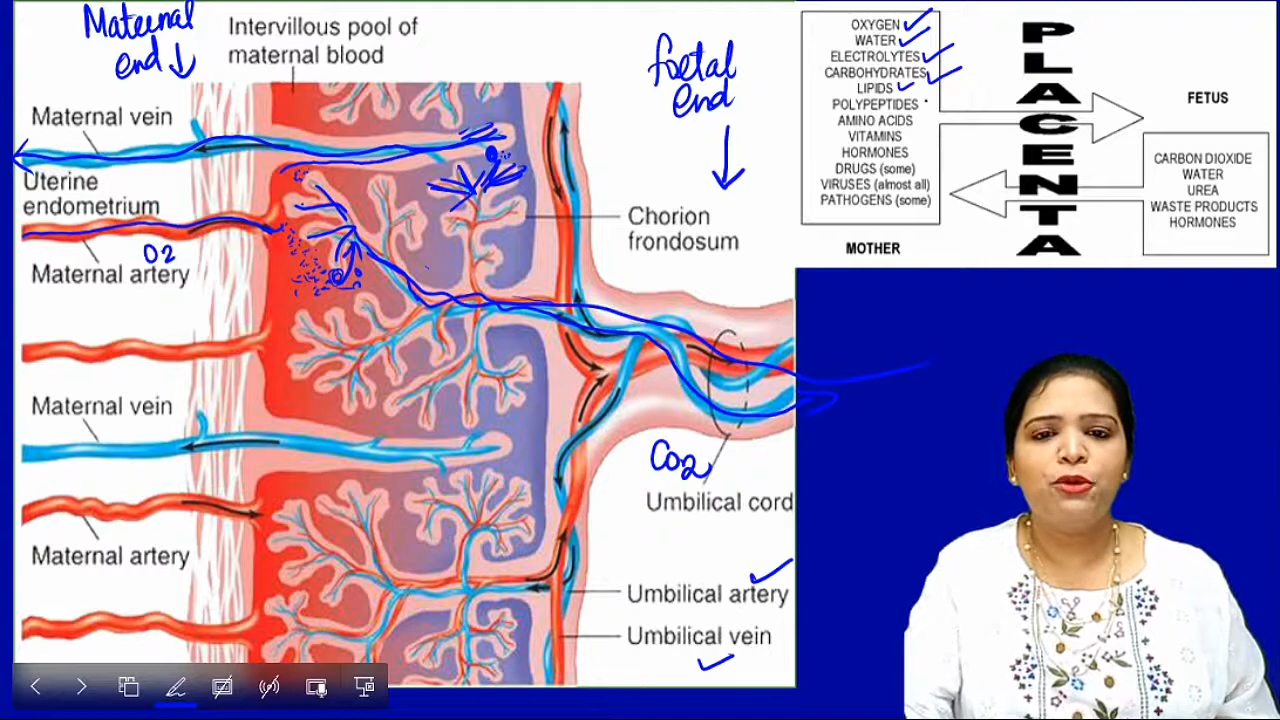 Maternal
end
Intervillous pool of
maternal blood
Maternal vein
Uterine
endometrium
O2
Maternal artery
Maternal vein
Maternal artery
foetal
end
Chorion
frondosum
CO2
Umbilical cord
Umbilical artery
Umbilical vein
OXYGEN
WATER
ELECTROLYTES
CARBOHYDRATES
LIPIDS
POLYPEPTIDES
AMINO ACIDS
VITAMINS
HORMONES
DRUGS (some)
VIRUSES (almost all)
PATHOGENS (some)
MOTHER
PLACENTA
FETUS
CARBON DIOXIDE
WATER
UREA
WASTE PRODUCTS
HORMONES